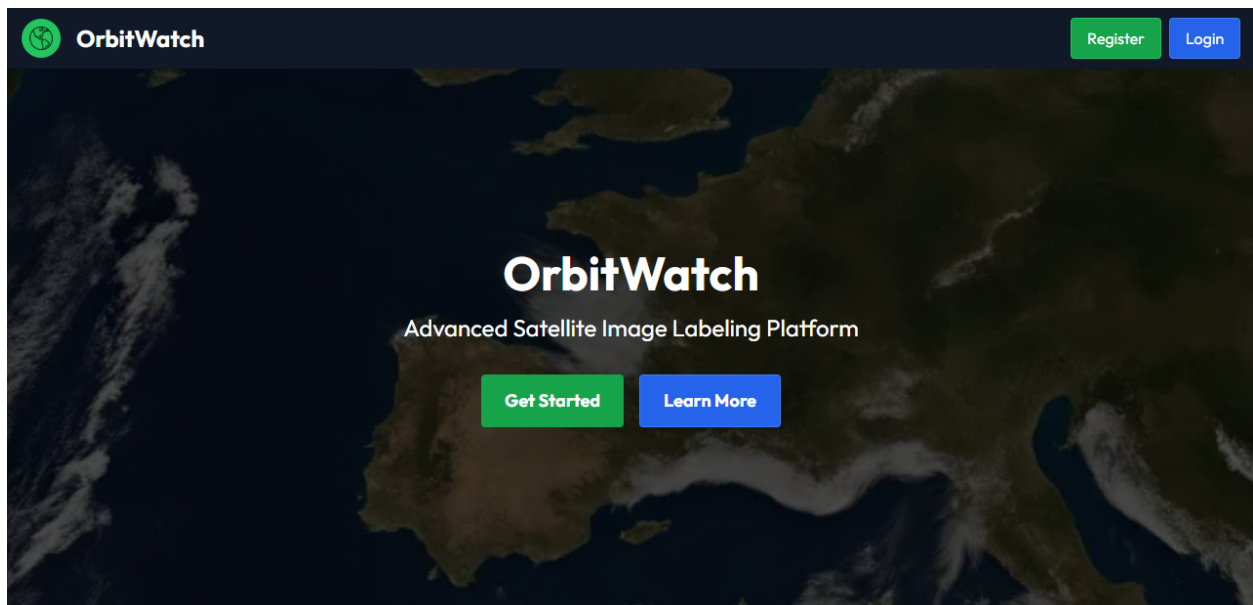 OrbitWatch
Register
Login
OrbitWatch
Advanced Satellite Image Labeling Platform
Get Started
Learn More